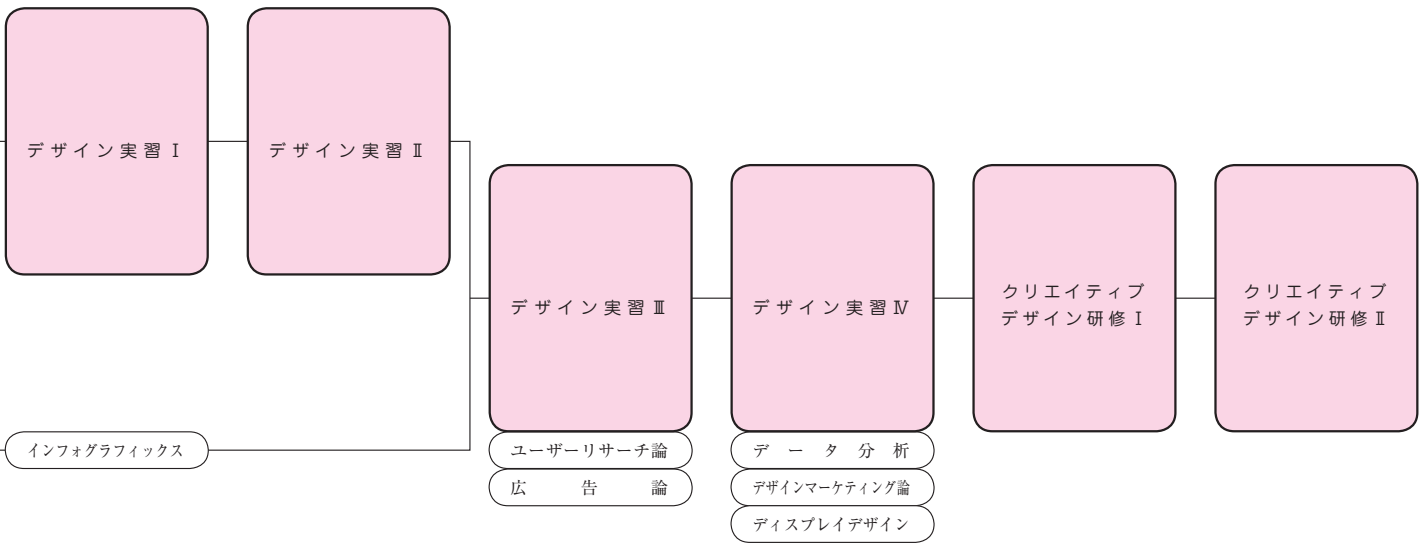 デザイン実習Ⅰ
デザイン実習Ⅱ
デザイン実習Ⅲ
デザイン実習Ⅳ
クリエイティブ
デザイン研修Ⅰ
クリエイティブ
デザイン研修Ⅱ
インフォグラフィックス
ユーザーリサーチ論
広告論
データ分析
デザインマーケティング論
ディスプレイデザイン